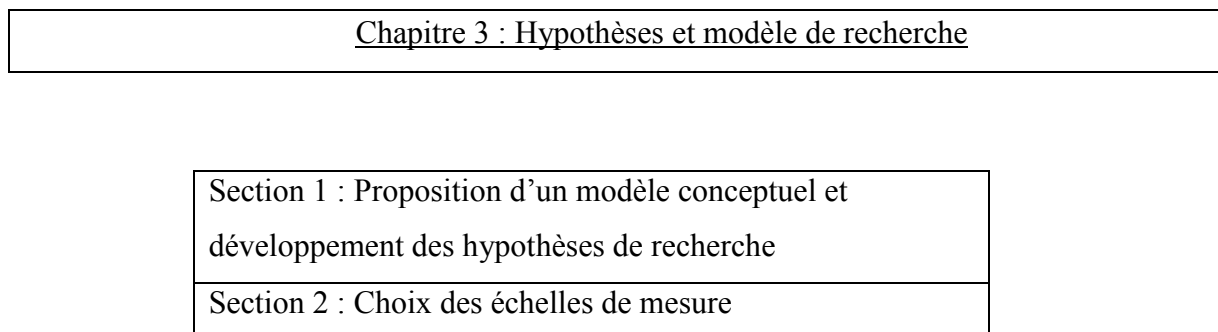 Chapitre 3 : Hypothèses et modèle de recherche
Section 1 : Proposition d’un modèle conceptuel et
développement des hypothèses de recherche
Section 2 : Choix des échelles de mesure